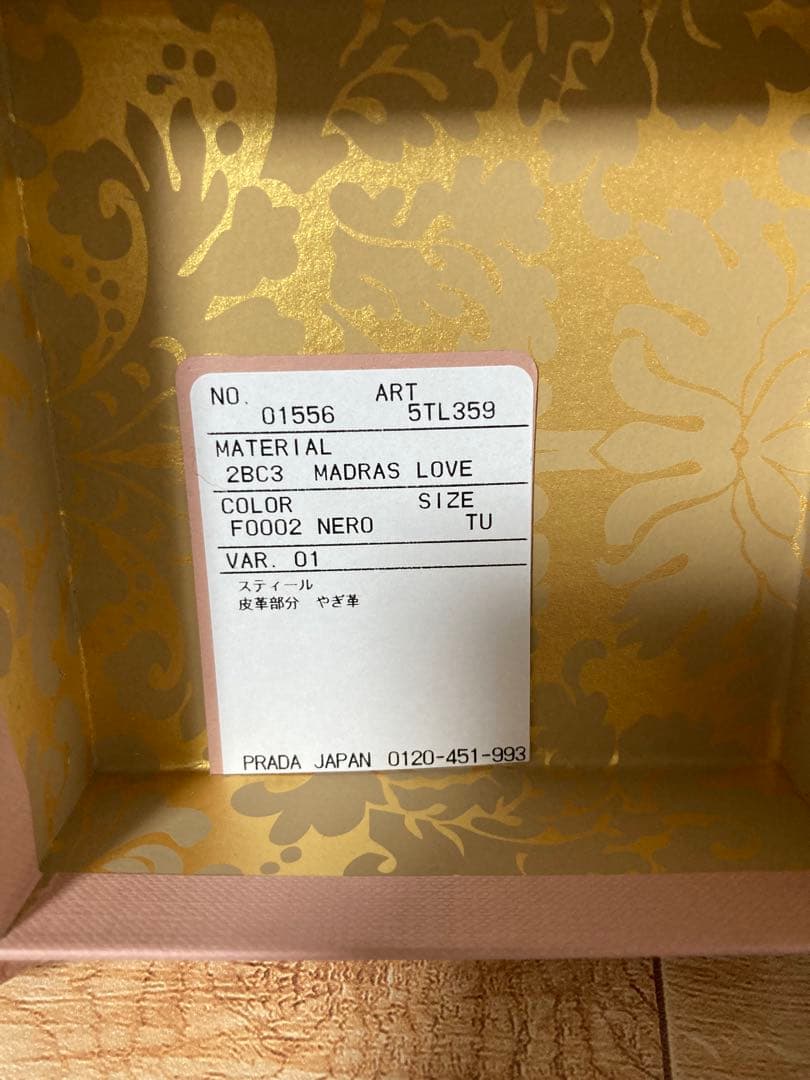 NO. ART
01556 5TL359
MATERIAL
2BC3 MADRAS LOVE
COLOR SIZE
F0002 NERO TU
VAR. 01
スティール
皮革部分 やぎ革
PRADA JAPAN 0120-451-993